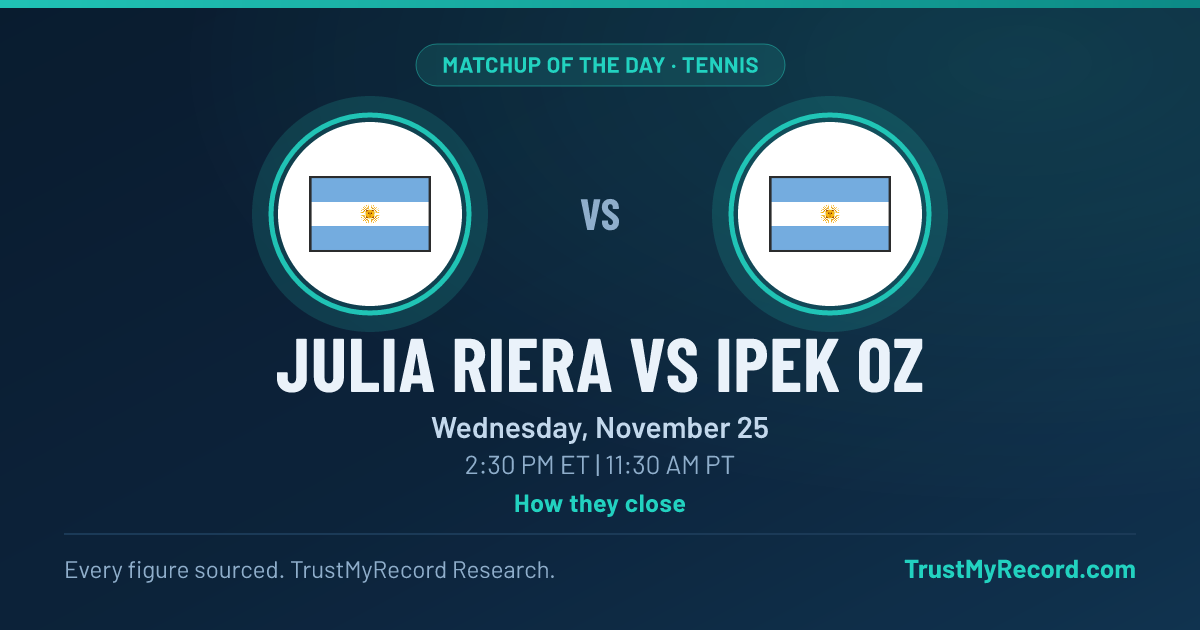 MATCHUP OF THE DAY · TENNIS
VS
JULIA RIERA VS IPEK OZ
Wednesday, November 25
2:30 PM ET | 11:30 AM PT
How they close
Every figure sourced. TrustMyRecord Research.
TrustMyRecord.com